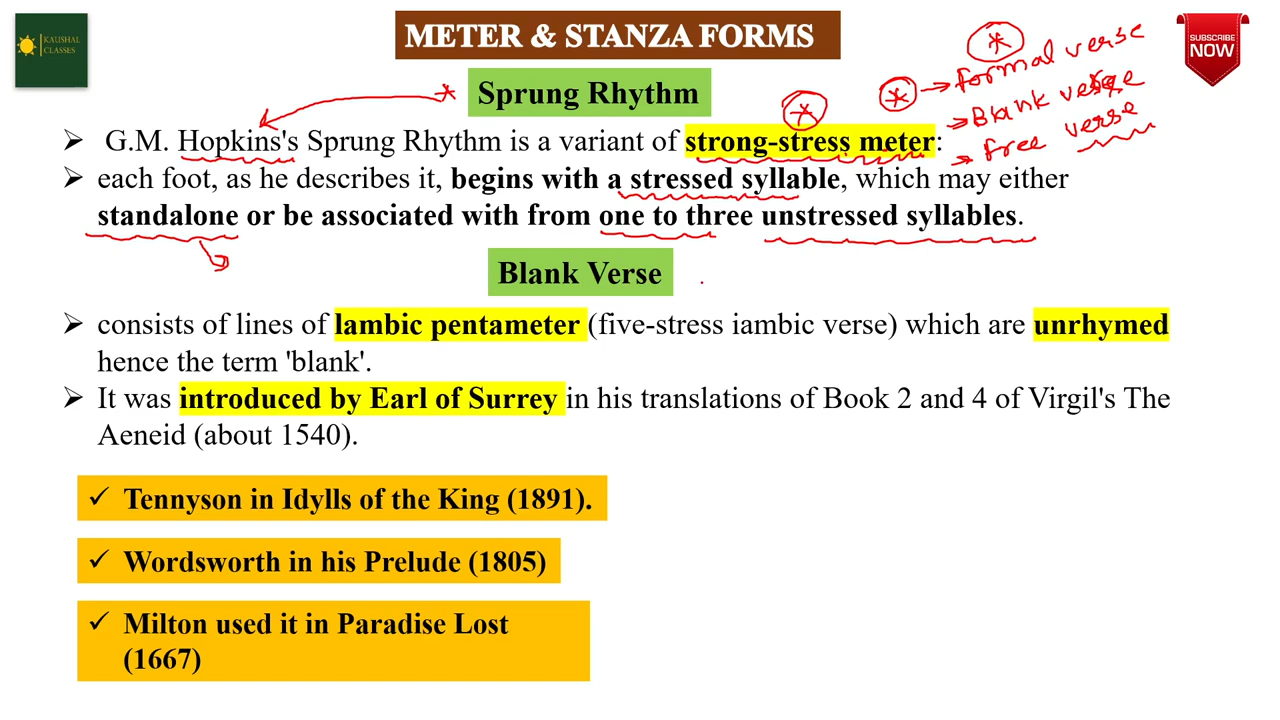 KAUSHAL
CLASSES
METER & STANZA FORMS
SUBSCRIBE
NOW
formal verse
Blank verse
free verse
Sprung Rhythm
➢ G.M. Hopkins's Sprung Rhythm is a variant of strong-stress meter:
➢ each foot, as he describes it, begins with a stressed syllable, which may either
standalone or be associated with from one to three unstressed syllables.
Blank Verse
➢ consists of lines of Iambic pentameter (five-stress iambic verse) which are unrhymed
hence the term 'blank'.
➢ It was introduced by Earl of Surrey in his translations of Book 2 and 4 of Virgil's The
Aeneid (about 1540).
✓ Tennyson in Idylls of the King (1891).
✓ Wordsworth in his Prelude (1805)
✓ Milton used it in Paradise Lost
(1667)